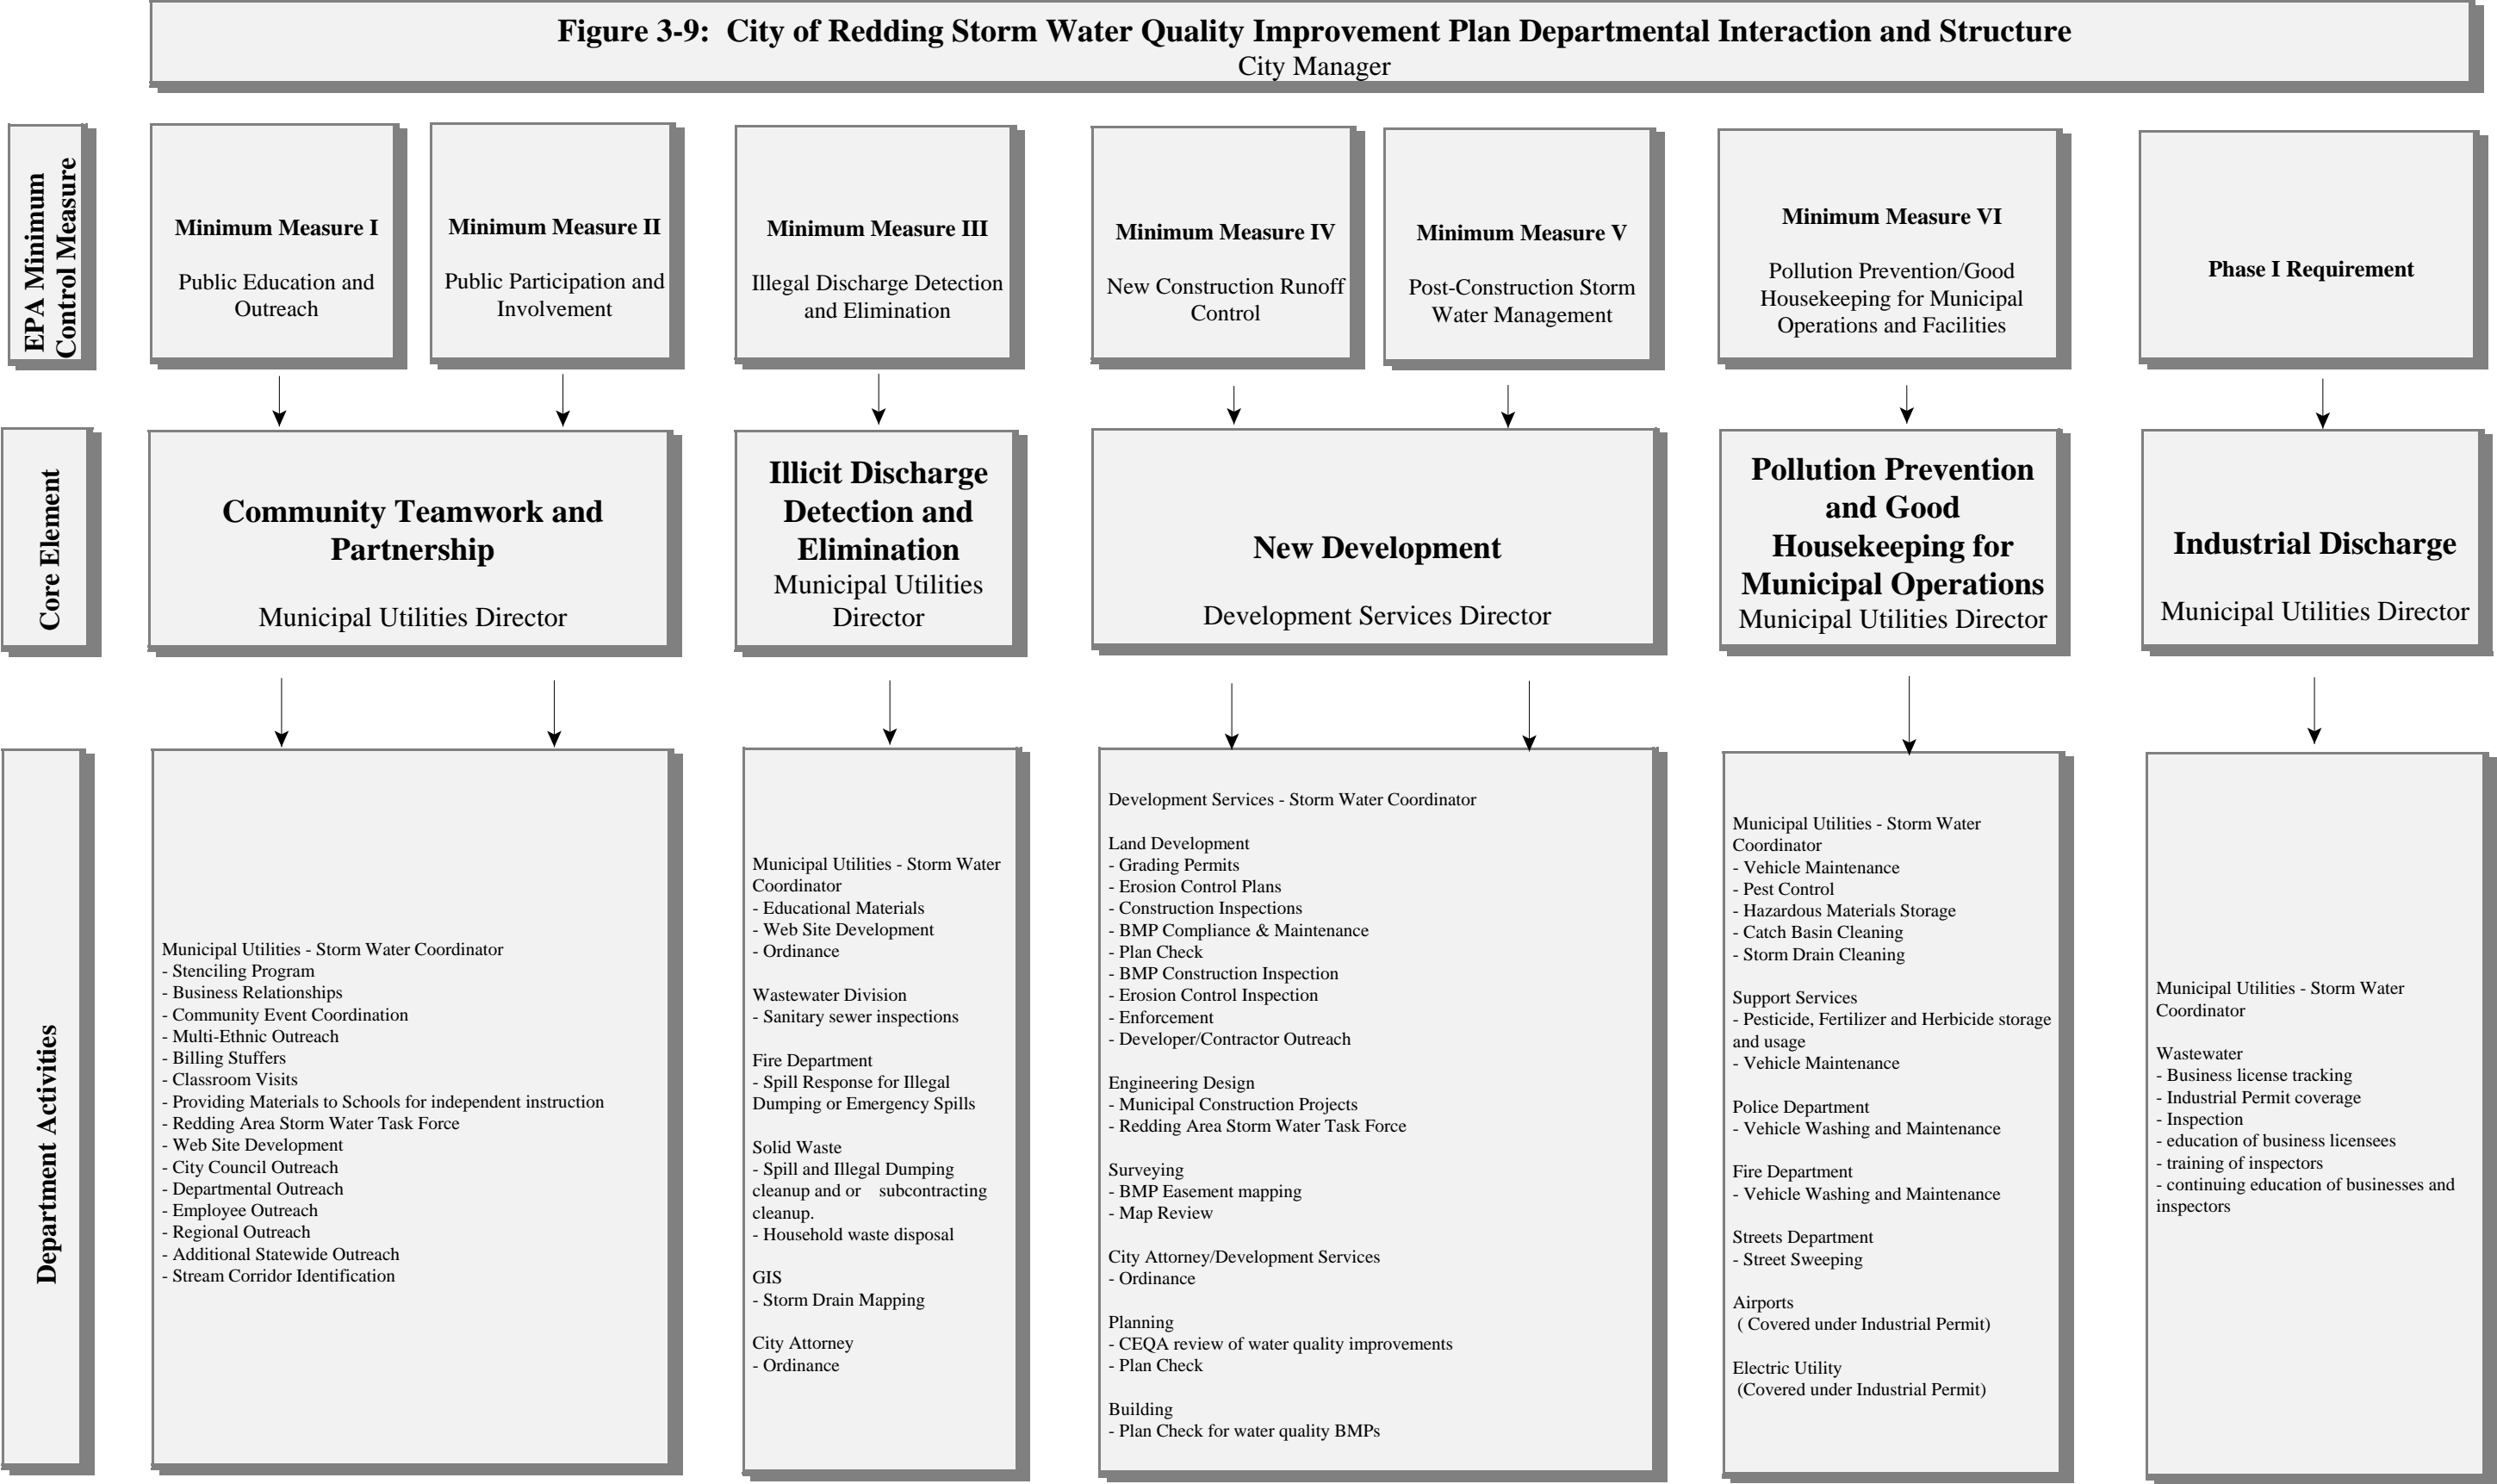 Figure 3-9: City of Redding Storm Water Quality Improvement Plan Departmental Interaction and Structure
City Manager
EPA Minimum
Control Measure
Minimum Measure I
Public Education and
Outreach
Minimum Measure II
Public Participation and
Involvement
Minimum Measure III
Illegal Discharge Detection
and Elimination
Minimum Measure IV
New Construction Runoff
Control
Minimum Measure V
Post-Construction Storm
Water Management
Minimum Measure VI
Pollution Prevention/Good
Housekeeping for Municipal
Operations and Facilities
Phase I Requirement
Core Element
Community Teamwork and
Partnership
Municipal Utilities Director
Illicit Discharge
Detection and
Elimination
Municipal Utilities
Director
New Development
Development Services Director
Pollution Prevention
and Good
Housekeeping for
Municipal Operations
Municipal Utilities Director
Industrial Discharge
Municipal Utilities Director
Department Activities
Municipal Utilities - Storm Water Coordinator
- Stenciling Program
- Business Relationships
- Community Event Coordination
- Multi-Ethnic Outreach
- Billing Stuffers
- Classroom Visits
- Providing Materials to Schools for independent instruction
- Redding Area Storm Water Task Force
- Web Site Development
- City Council Outreach
- Departmental Outreach
- Employee Outreach
- Regional Outreach
- Additional Statewide Outreach
- Stream Corridor Identification
Municipal Utilities - Storm Water
Coordinator
- Educational Materials
- Web Site Development
- Ordinance
Wastewater Division
- Sanitary sewer inspections
Fire Department
- Spill Response for Illegal
Dumping or Emergency Spills
Solid Waste
- Spill and Illegal Dumping
cleanup and or subcontracting
cleanup.
- Household waste disposal
GIS
- Storm Drain Mapping
City Attorney
- Ordinance
Development Services - Storm Water Coordinator
Land Development
- Grading Permits
- Erosion Control Plans
- Construction Inspections
- BMP Compliance & Maintenance
- Plan Check
- BMP Construction Inspection
- Erosion Control Inspection
- Enforcement
- Developer/Contractor Outreach
Engineering Design
- Municipal Construction Projects
- Redding Area Storm Water Task Force
Surveying
- BMP Easement mapping
- Map Review
City Attorney/Development Services
- Ordinance
Planning
- CEQA review of water quality improvements
- Plan Check
Building
- Plan Check for water quality BMPs
Municipal Utilities - Storm Water
Coordinator
- Vehicle Maintenance
- Pest Control
- Hazardous Materials Storage
- Catch Basin Cleaning
- Storm Drain Cleaning
Support Services
- Pesticide, Fertilizer and Herbicide storage
and usage
- Vehicle Maintenance
Police Department
- Vehicle Washing and Maintenance
Fire Department
- Vehicle Washing and Maintenance
Streets Department
- Street Sweeping
Airports
( Covered under Industrial Permit)
Electric Utility
(Covered under Industrial Permit)
Municipal Utilities - Storm Water
Coordinator
Wastewater
- Business license tracking
- Industrial Permit coverage
- Inspection
- education of business licensees
- training of inspectors
- continuing education of businesses and
inspectors